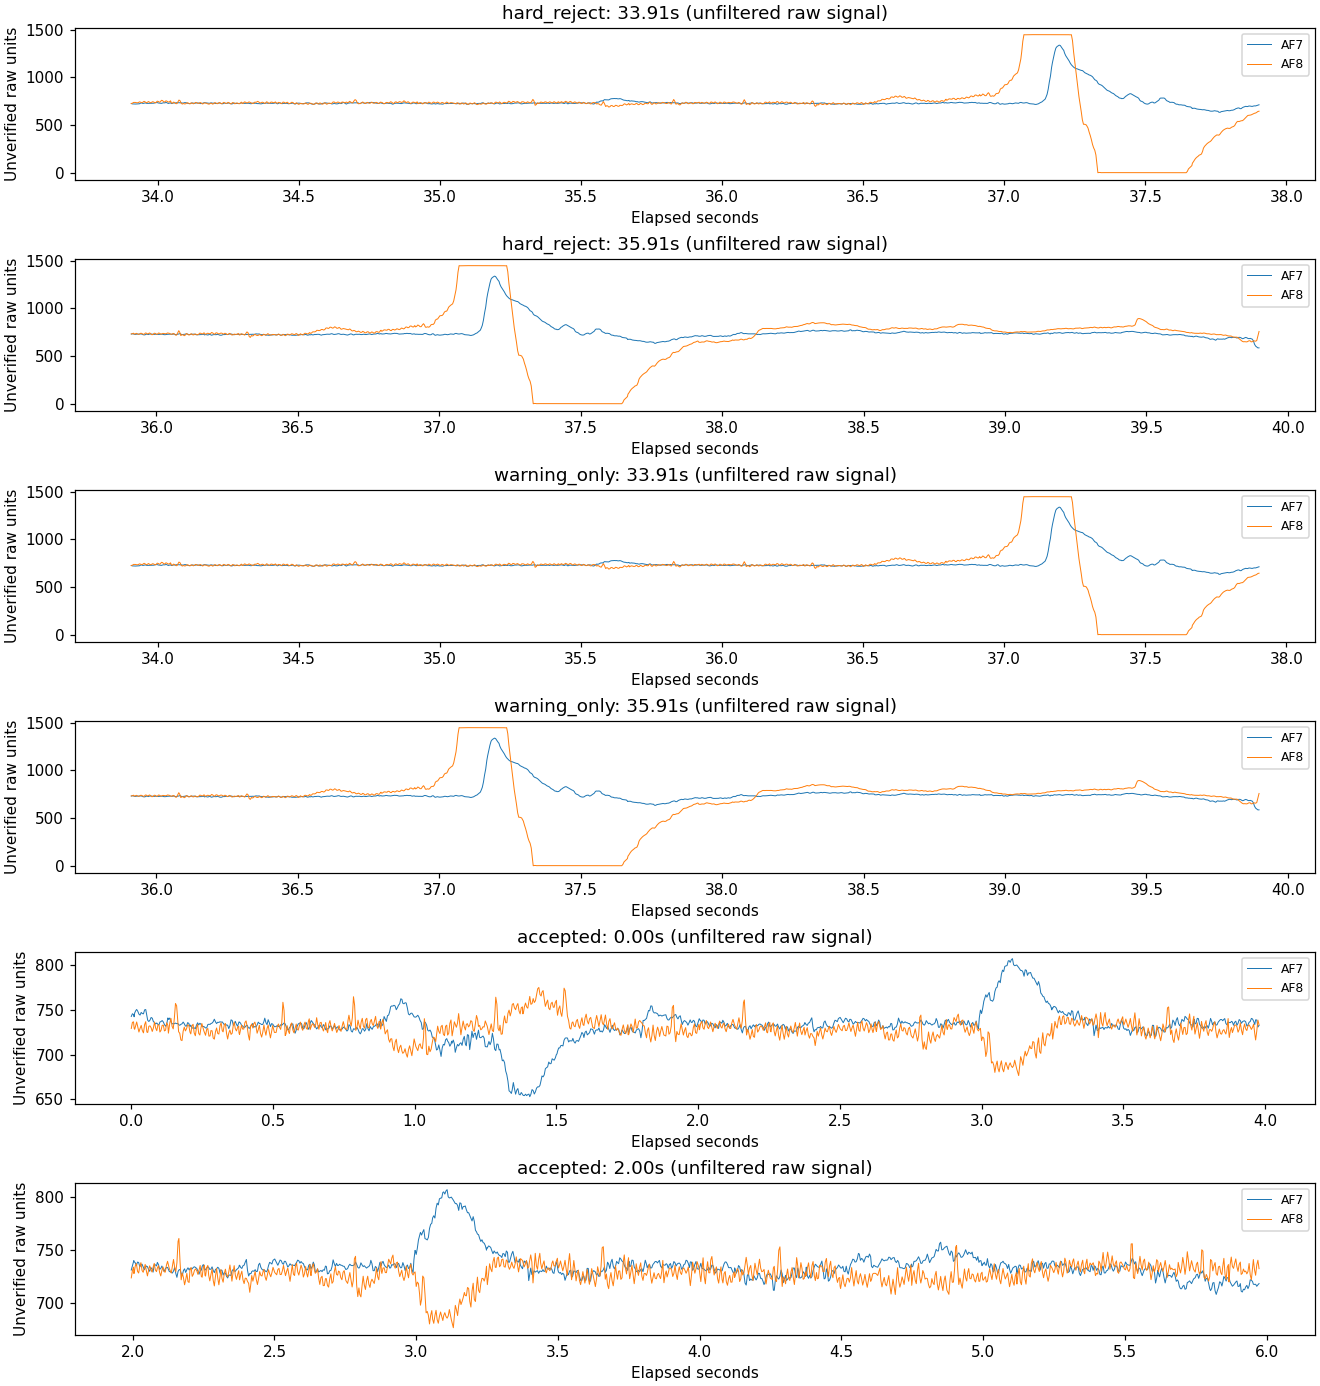 hard_reject: 33.91s (unfiltered raw signal)
Unverified raw units
1500
1000
500
0
AF7
AF8
34.0 34.5 35.0 35.5 36.0 36.5 37.0 37.5 38.0
Elapsed seconds
hard_reject: 35.91s (unfiltered raw signal)
Unverified raw units
1500
1000
500
0
AF7
AF8
36.0 36.5 37.0 37.5 38.0 38.5 39.0 39.5 40.0
Elapsed seconds
warning_only: 33.91s (unfiltered raw signal)
Unverified raw units
1500
1000
500
0
AF7
AF8
34.0 34.5 35.0 35.5 36.0 36.5 37.0 37.5 38.0
Elapsed seconds
warning_only: 35.91s (unfiltered raw signal)
Unverified raw units
1500
1000
500
0
AF7
AF8
36.0 36.5 37.0 37.5 38.0 38.5 39.0 39.5 40.0
Elapsed seconds
accepted: 0.00s (unfiltered raw signal)
Unverified raw units
800
750
700
650
AF7
AF8
0.0 0.5 1.0 1.5 2.0 2.5 3.0 3.5 4.0
Elapsed seconds
accepted: 2.00s (unfiltered raw signal)
Unverified raw units
800
750
700
AF7
AF8
2.0 2.5 3.0 3.5 4.0 4.5 5.0 5.5 6.0
Elapsed seconds